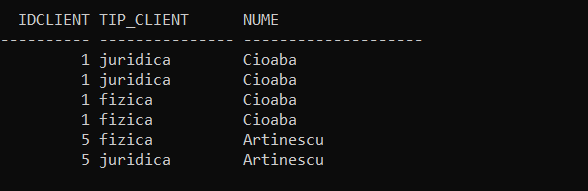 IDCLIENT TIP_CLIENT NUME
---------- --------------- --------------------
1 juridica Cioaba
1 juridica Cioaba
1 fizica Cioaba
1 fizica Cioaba
5 fizica Artinescu
5 juridica Artinescu